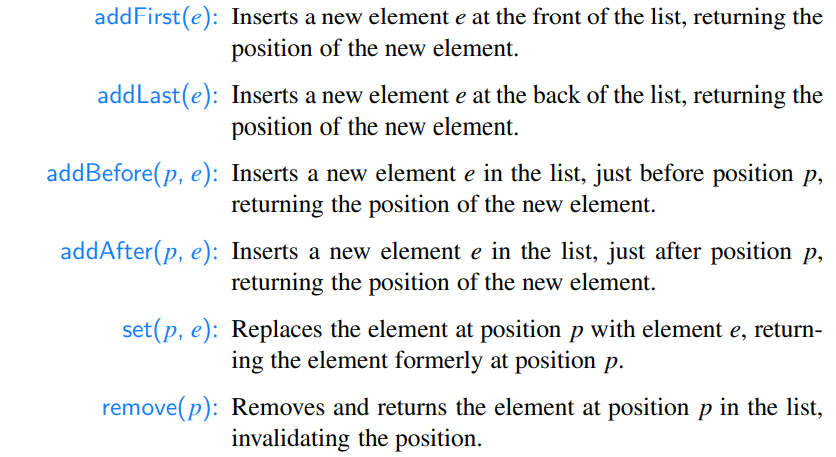 addFirst(e): Inserts a new element e at the front of the list, returning the
position of the new element.
addLast(e): Inserts a new element e at the back of the list, returning the
position of the new element.
addBefore(p, e): Inserts a new element e in the list, just before position p,
returning the position of the new element.
addAfter(p, e): Inserts a new element e in the list, just after position p,
returning the position of the new element.
set(p, e): Replaces the element at position p with element e, return-
ing the element formerly at position p.
remove(p): Removes and returns the element at position p in the list,
invalidating the position.